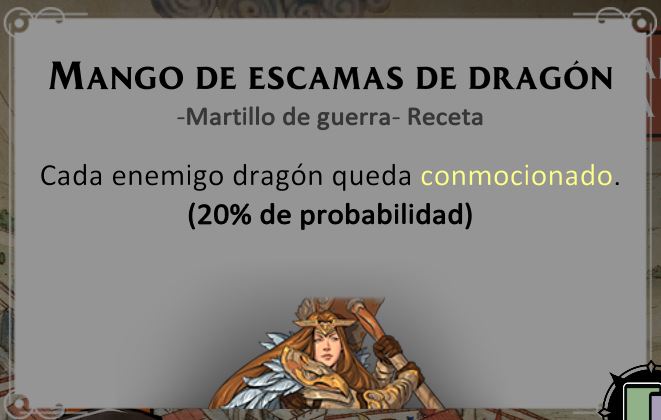 MANGO DE ESCAMAS DE DRAGÓN
-Martillo de guerra- Receta
Cada enemigo dragón queda conmocionado.
(20% de probabilidad)